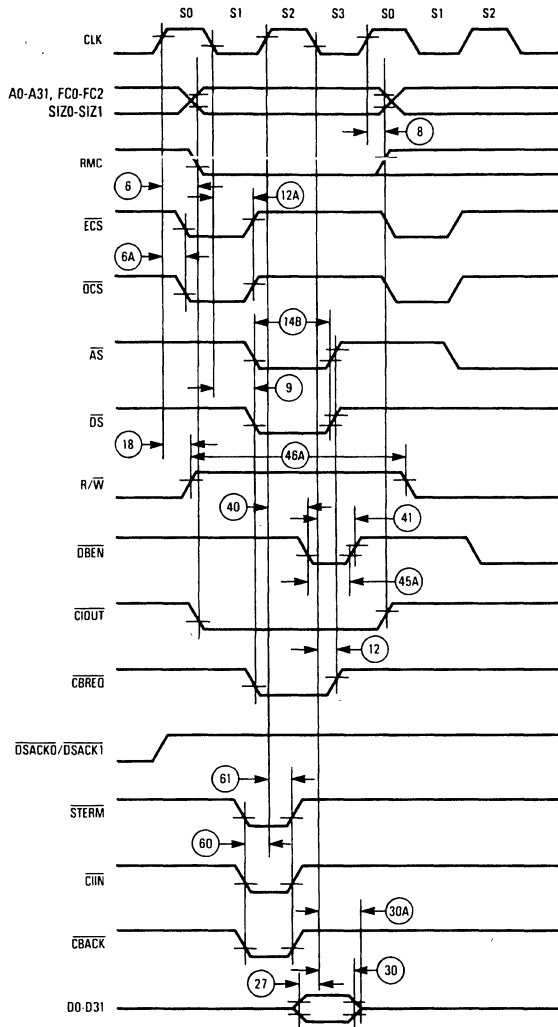 S0 S1 S2 S3 S0 S1 S2
CLK
A0-A31, FC0-FC2
SIZ0-SIZ1
8
RMC
6
12A
ECS
6A
OCS
14B
AS
9
DS
18
46A
R/W
40
41
DBEN
45A
CIOUT
12
CBREQ
DSACK0/DSACK1
61
STERM
60
CIIN
30A
CBACK
27
30
D0-D31